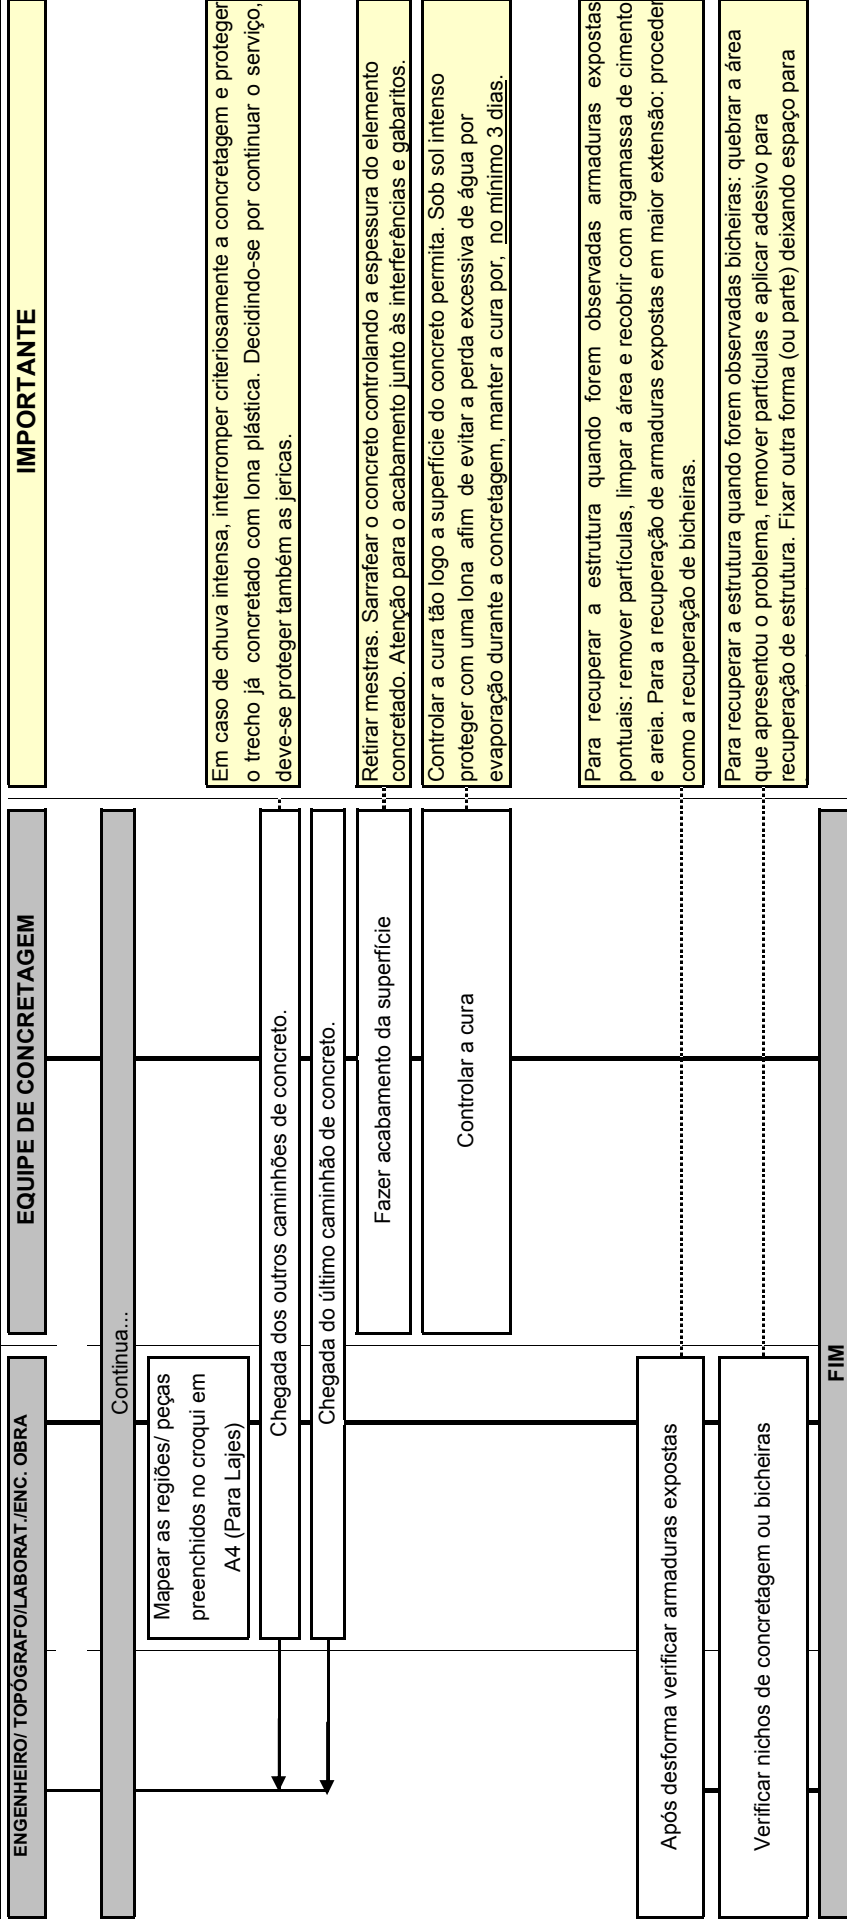 ENGENHEIRO/ TOPÓGRAFO/LABORAT./ENC. OBRA
EQUIPE DE CONCRETAGEM
IMPORTANTE
Continua...
Mapear as regiões/ peças
preenchidos no croqui em
A4 (Para Lajes)
Em caso de chuva intensa, interromper criteriosamente a concretagem e proteger
o trecho já concretado com lona plástica. Decidindo-se por continuar o serviço,
deve-se proteger também as jericas.
Chegada dos outros caminhões de concreto.
Chegada do último caminhão de concreto.
Fazer acabamento da superfície
Retirar mestras. Sarrafear o concreto controlando a espessura do elemento
concretado. Atenção para o acabamento junto às interferências e gabaritos.
Controlar a cura
Controlar a cura tão logo a superfície do concreto permita. Sob sol intenso
proteger com uma lona afim de evitar a perda excessiva de água por
evaporação durante a concretagem, manter a cura por, no mínimo 3 dias.
Após desforma verificar armaduras expostas
Para recuperar a estrutura quando forem observadas armaduras expostas
pontuais: remover partículas, limpar a área e recobrir com argamassa de cimento
e areia. Para a recuperação de armaduras expostas em maior extensão: proceder
como a recuperação de bicheiras.
Verificar nichos de concretagem ou bicheiras
Para recuperar a estrutura quando forem observadas bicheiras: quebrar a área
que apresentou o problema, remover partículas e aplicar adesivo para
recuperação de estrutura. Fixar outra forma (ou parte) deixando espaço para
FIM